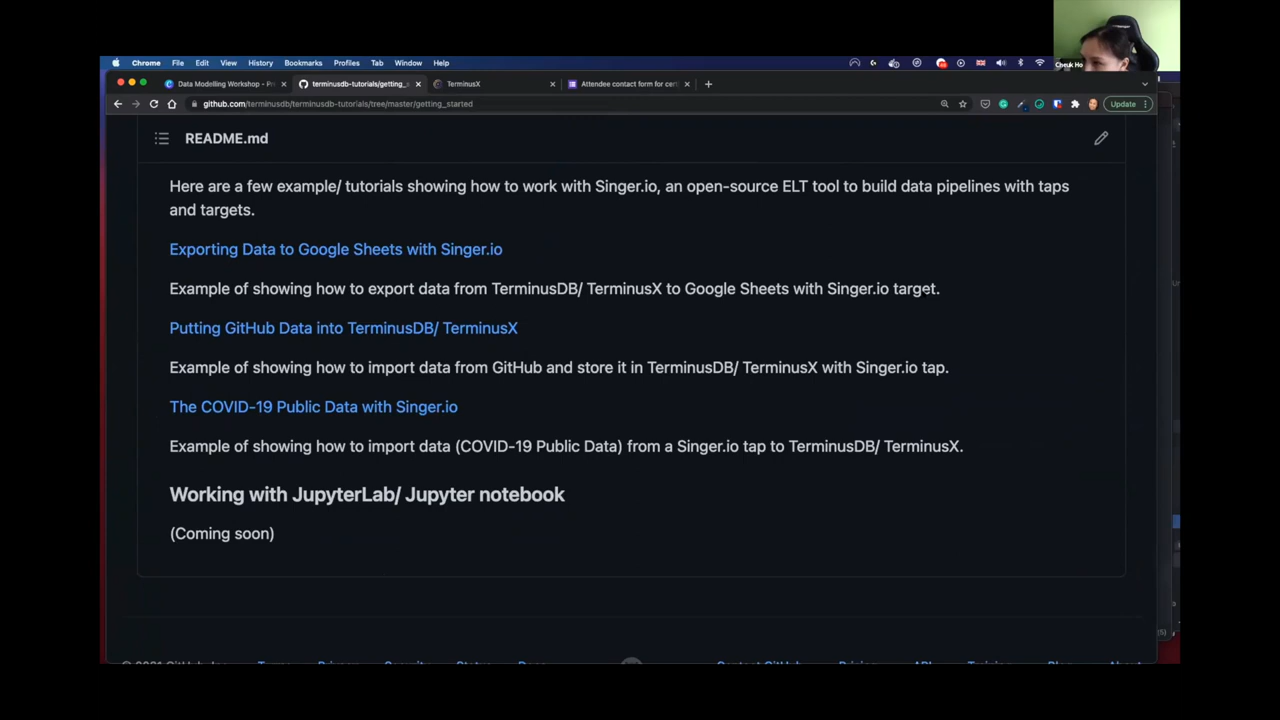 Chrome File Edit View History Bookmarks Profiles Tab Window Help
Data Modelling Workshop - Pr
terminusdb-tutorials/getting_s
TerminusX
Attendee contact form for cert
github.com/terminusdb/terminusdb-tutorials/tree/master/getting_started
Update
README.md
Here are a few example/ tutorials showing how to work with Singer.io, an open-source ELT tool to build data pipelines with taps
and targets.
Exporting Data to Google Sheets with Singer.io
Example of showing how to export data from TerminusDB/ TerminusX to Google Sheets with Singer.io target.
Putting GitHub Data into TerminusDB/ TerminusX
Example of showing how to import data from GitHub and store it in TerminusDB/ TerminusX with Singer.io tap.
The COVID-19 Public Data with Singer.io
Example of showing how to import data (COVID-19 Public Data) from a Singer.io tap to TerminusDB/ TerminusX.
Working with JupyterLab/ Jupyter notebook
(Coming soon)